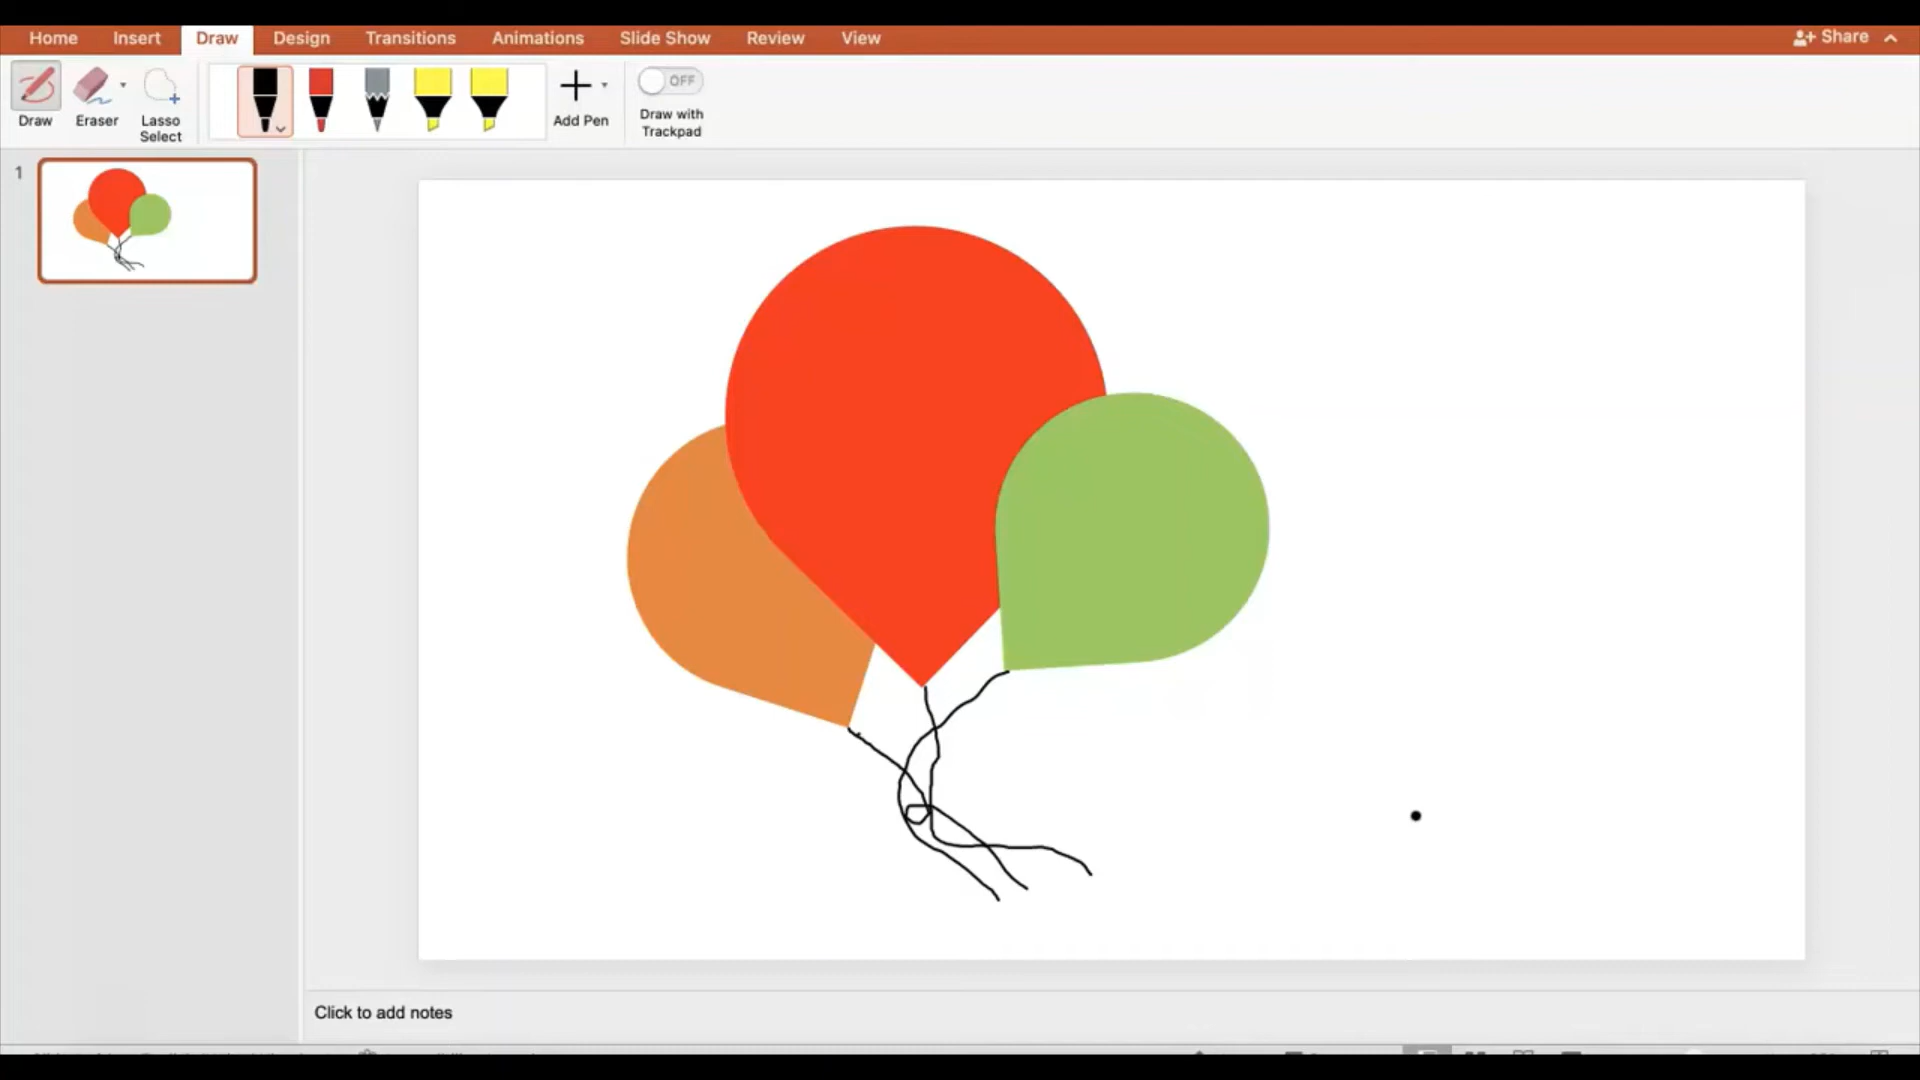 Home Insert Draw Design Transitions Animations Slide Show Review View Share
Draw Eraser Lasso Select Add Pen OFF Draw with Trackpad
1
Click to add notes